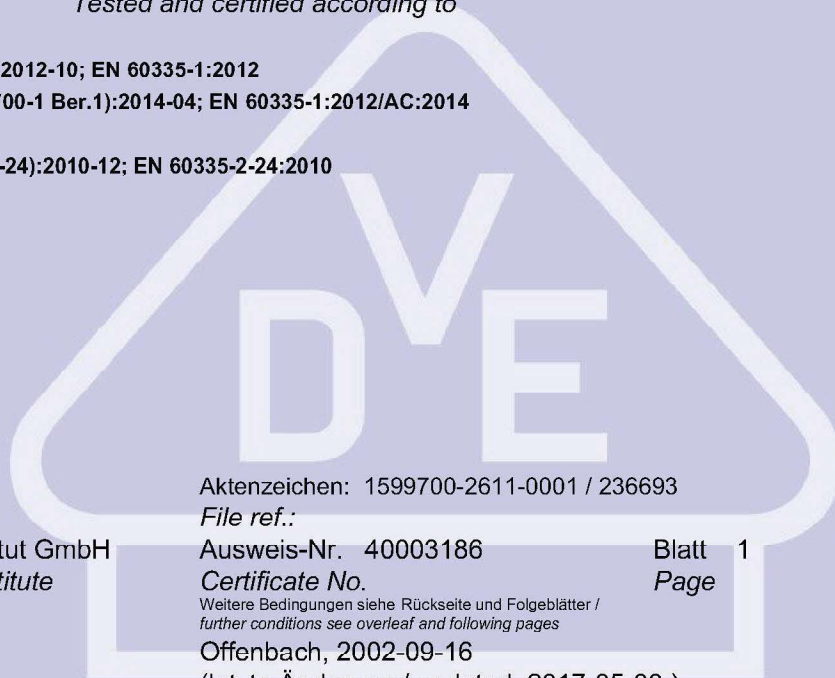 Tested and certified according to
2012-10; EN 60335-1:2012
00-1 Ber.1):2014-04; EN 60335-1:2012/AC:2014
-24):2010-12; EN 60335-2-24:2010
V
D E
Aktenzeichen: 1599700-2611-0001 / 236693
File ref.:
tut GmbH Ausweis-Nr. 40003186 Blatt 1
titute Certificate No. Page
Weitere Bedingungen siehe Rückseite und Folgeblätter /
further conditions see overleaf and following pages
Offenbach, 2002-09-16